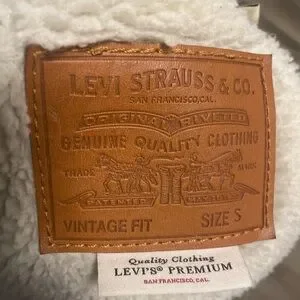 LEVI STRAUSS & CO.
SAN FRANCISCO, CAL.
ORIGINAL RIVETED
GENUINE QUALITY CLOTHING
TRADE MARK
PATENTED
VINTAGE FIT SIZE S
Quality Clothing
LEVI'S® PREMIUM
SAN FRANCISCO, CAL.